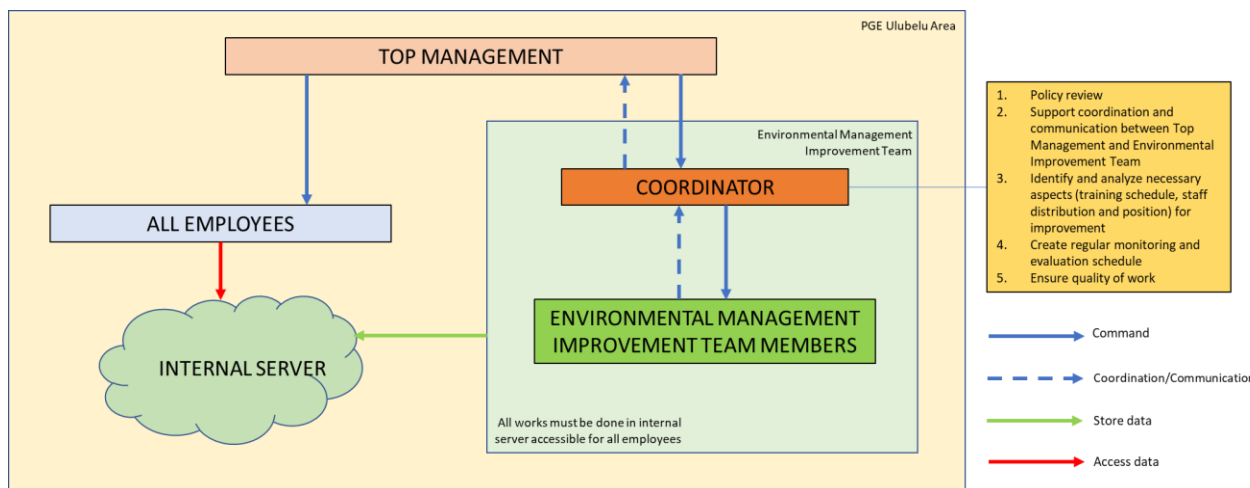 PGE Ulubelu Area
TOP MANAGEMENT
Environmental Management
Improvement Team
COORDINATOR
ALL EMPLOYEES
ENVIRONMENTAL MANAGEMENT
IMPROVEMENT TEAM MEMBERS
INTERNAL SERVER
All works must be done in internal
server accessible for all employees
1. Policy review
2. Support coordination and
communication between Top
Management and Environmental
Improvement Team
3. Identify and analyze necessary
aspects (training schedule, staff
distribution and position) for
improvement
4. Create regular monitoring and
evaluation schedule
5. Ensure quality of work
Command
Coordination/Communication
Store data
Access data